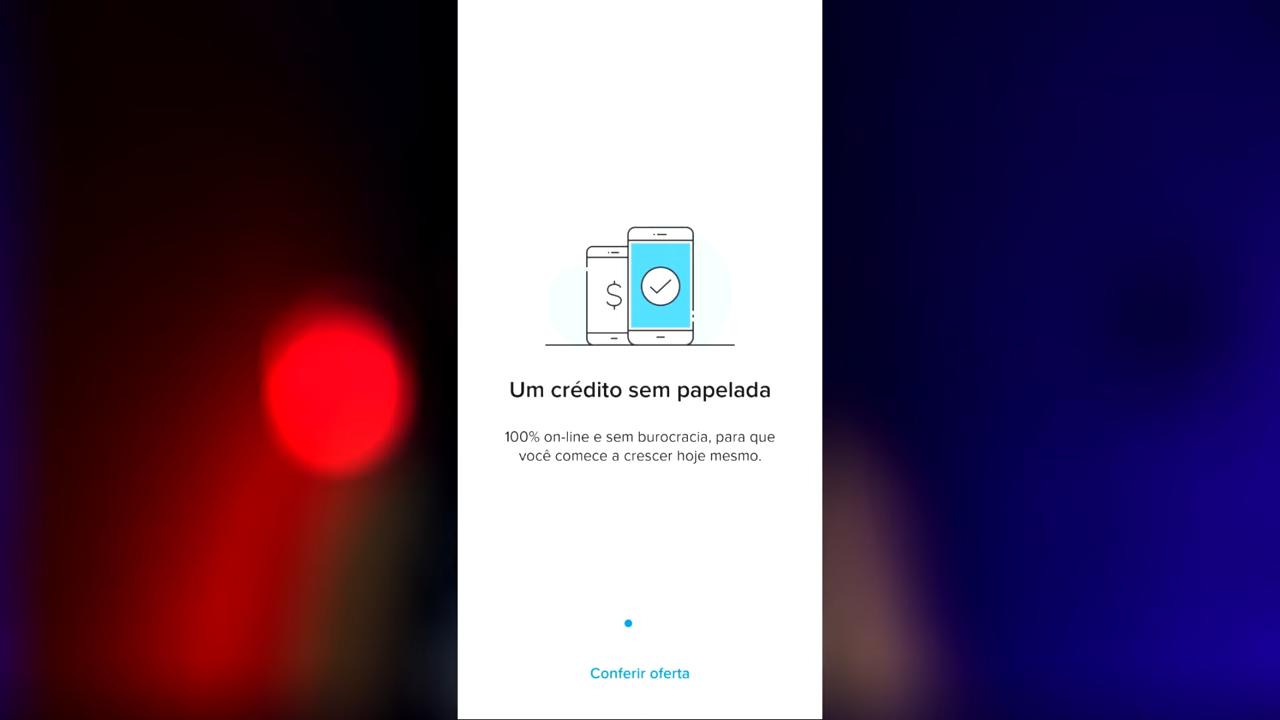 $
Um crédito sem papelada
100% on-line e sem burocracia, para que
você comece a crescer hoje mesmo.
Conferir oferta